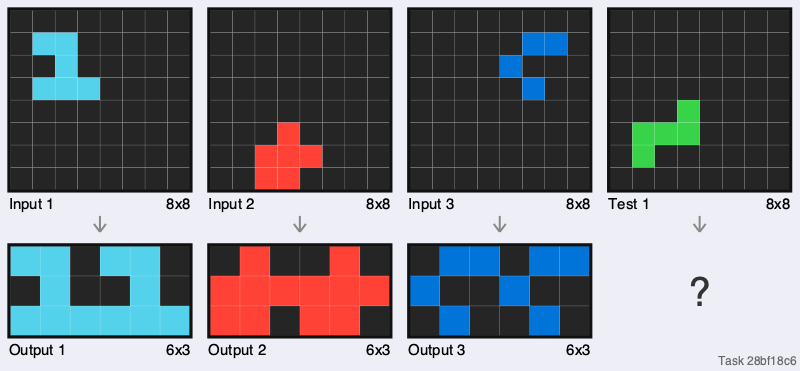 Input 1 8x8
Input 2 8x8
Input 3 8x8
Test 1 8x8
Output 1 6x3
Output 2 6x3
Output 3 6x3
?
Task 28bf18c6